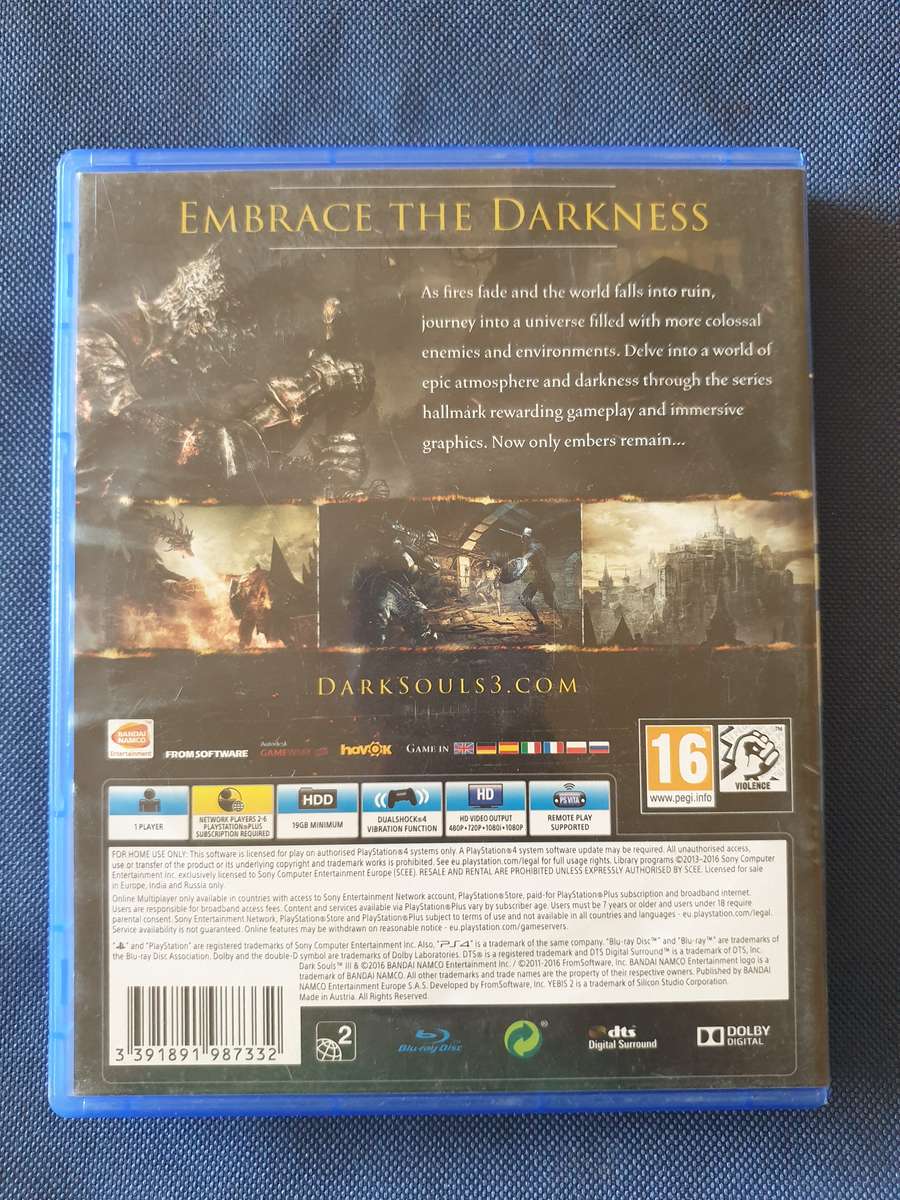 EMBRACE THE DARKNESS
As fires fade and the world falls into ruin,
journey into a universe filled with more colossal
enemies and environments. Delve into a world of
epic atmosphere and darkness through the series
hallmark rewarding gameplay and immersive
graphics. Now only embers remain...
DARKSOULS3.COM
BANDAI
NAMCO
Entertainment
FROMSOFTWARE
Autodesk
GAMEWARE
havok
GAME IN
16
www.pegi.info
VIOLENCE
1 PLAYER
NETWORK PLAYERS 2-6
PLAYSTATION®PLUS
SUBSCRIPTION REQUIRED
HDD
19GB MINIMUM
DUALSHOCK®4
VIBRATION FUNCTION
HD
HD VIDEO OUTPUT
480P•720P•1080i•1080P
PS VITA
REMOTE PLAY
SUPPORTED
FOR HOME USE ONLY: This software is licensed for play on authorised PlayStation®4 systems only. A PlayStation®4 system software update may be required. All unauthorised access,
use or transfer of the product or its underlying copyright and trademark works is prohibited. See eu.playstation.com/legal for full usage rights. Library programs ©2013-2016 Sony Computer
Entertainment Inc. exclusively licensed to Sony Computer Entertainment Europe (SCEE). RESALE AND RENTAL ARE PROHIBITED UNLESS EXPRESSLY AUTHORISED BY SCEE. Licensed for sale
in Europe, India and Russia only.
Online Multiplayer only available in countries with access to Sony Entertainment Network account, PlayStation®Store, paid-for PlayStation®Plus subscription and broadband internet.
Users are responsible for broadband access fees. Content and services available via PlayStation®Plus vary by subscriber age. Users must be 7 years or older and users under 18 require
parental consent. Sony Entertainment Network, PlayStation®Store and PlayStation®Plus subject to terms of use and not available in all countries and languages - eu.playstation.com/legal.
Service availability is not guaranteed. Online features may be withdrawn on reasonable notice - eu.playstation.com/gameservers.
" " and "PlayStation" are registered trademarks of Sony Computer Entertainment Inc. Also, "PS4" is a trademark of the same company. "Blu-ray Disc™" and "Blu-ray™" are trademarks of
the Blu-ray Disc Association. Dolby and the double-D symbol are trademarks of Dolby Laboratories. DTS® is a registered trademark and DTS Digital Surround™ is a trademark of DTS, Inc.
Dark Souls™ III & ©2016 BANDAI NAMCO Entertainment Inc. / ©2011-2016 FromSoftware, Inc. BANDAI NAMCO Entertainment logo is a
trademark of BANDAI NAMCO. All other trademarks and trade names are the property of their respective owners. Published by BANDAI
NAMCO Entertainment Europe S.A.S. Developed by FromSoftware, Inc. YEBIS 2 is a trademark of Silicon Studio Corporation.
Made in Austria. All Rights Reserved.
3 391891 987332
2
Blu-ray Disc
®
dts
Digital Surround
DOLBY
DIGITAL